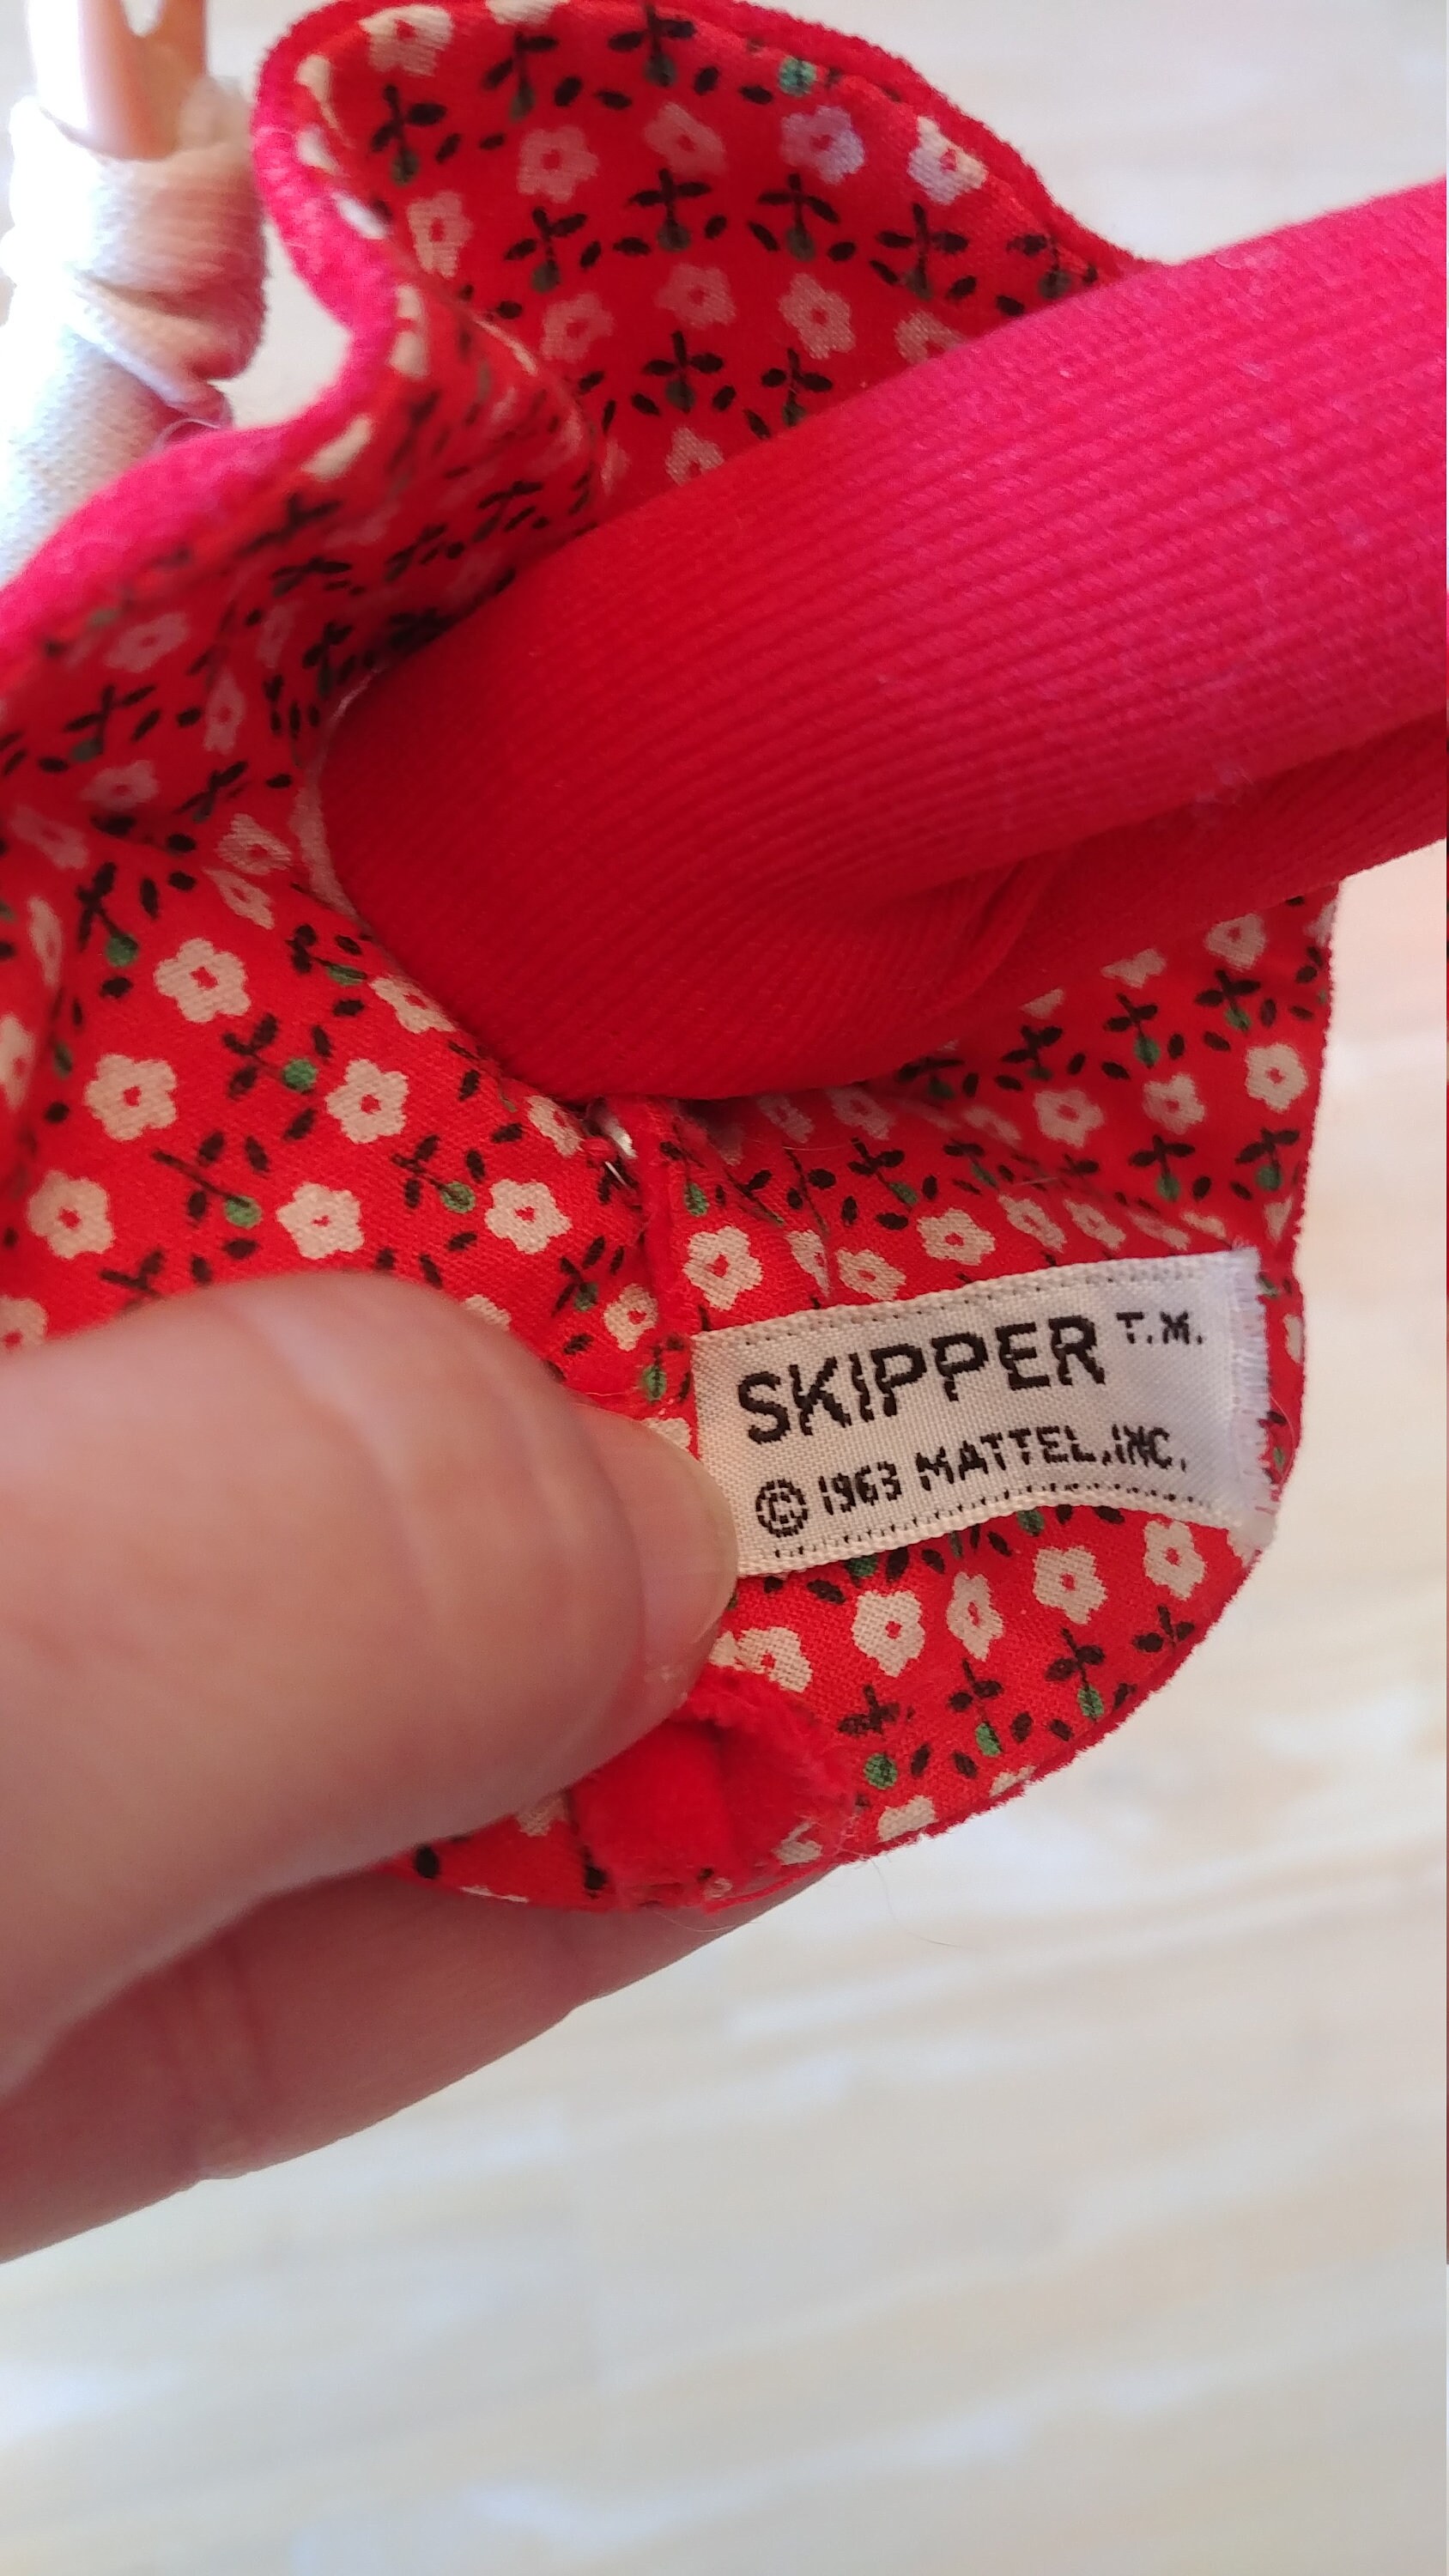 SKIPPER T.M.
© 1963 MATTEL, INC.